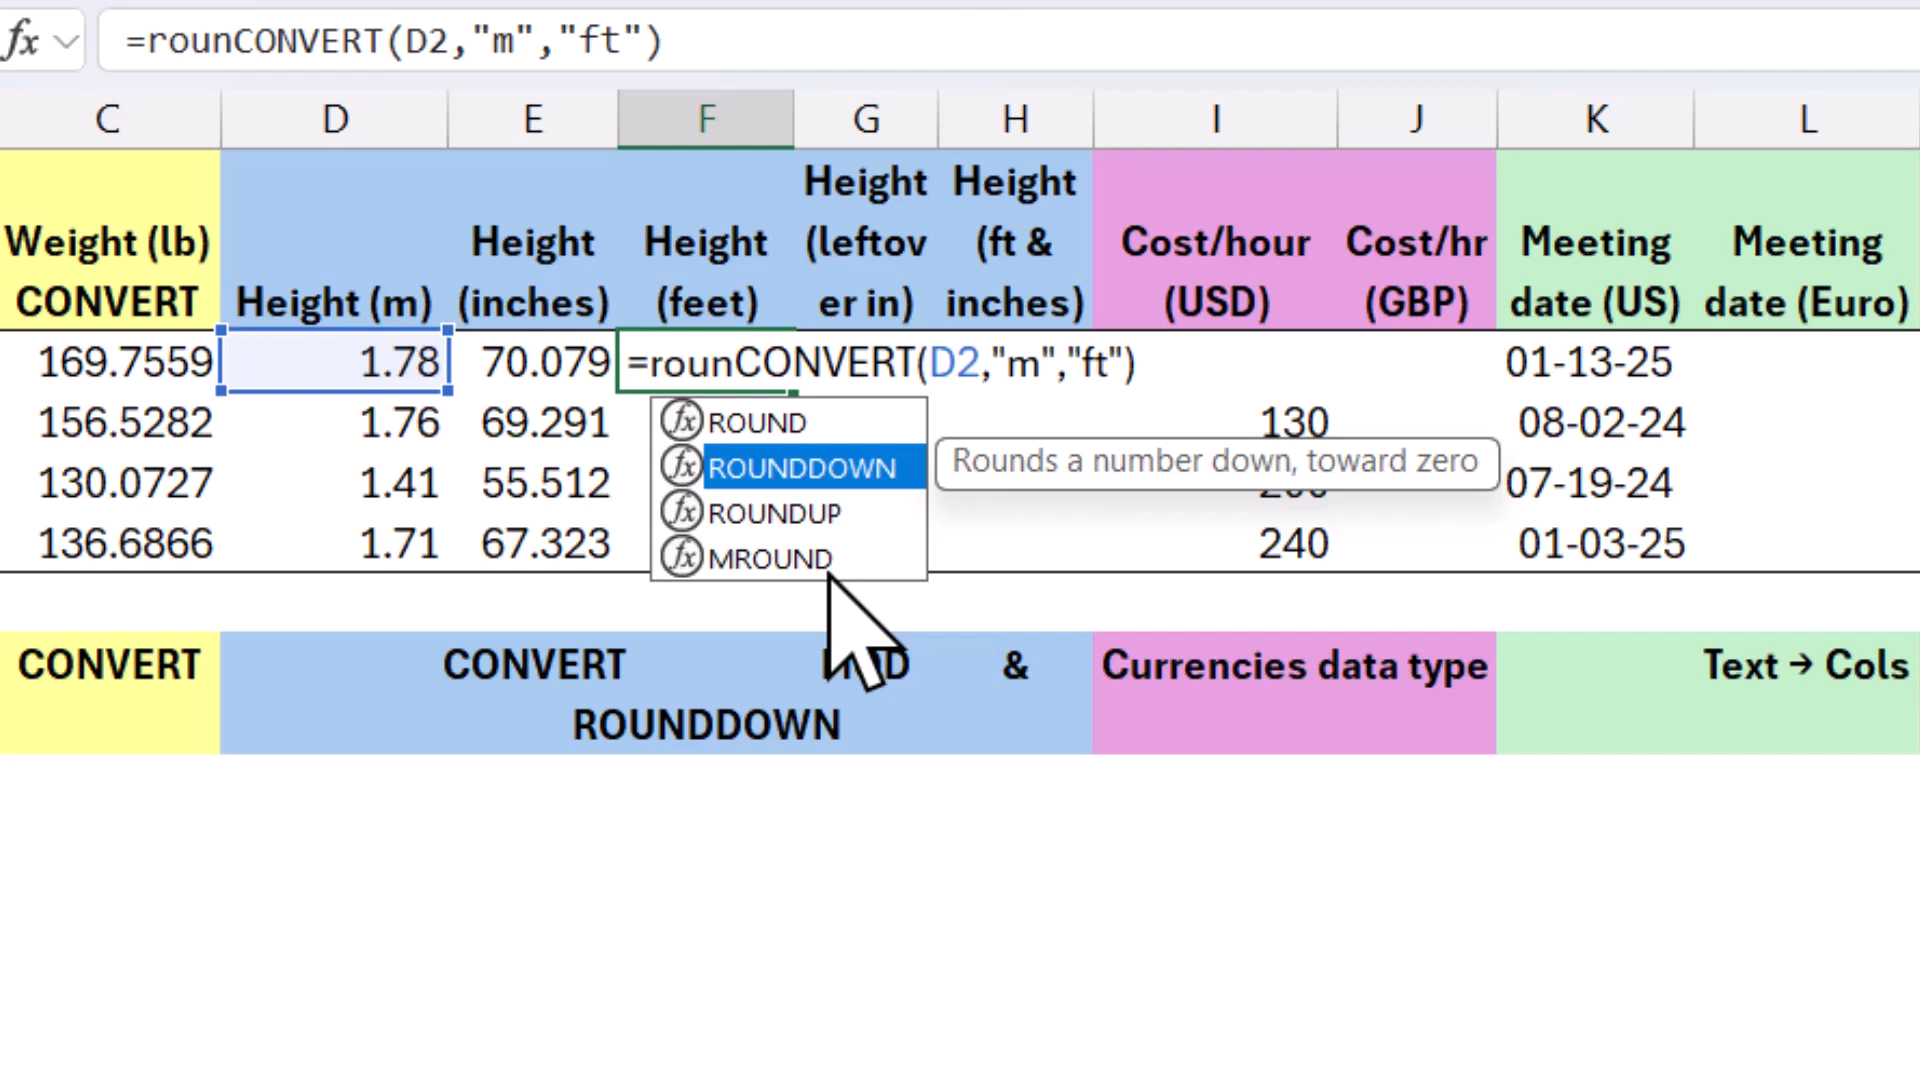 fx =rounCONVERT(D2,"m","ft")
C D E F G H I J K L
Height Height
Weight (lb) Height Height (leftov (ft & Cost/hour Cost/hr Meeting Meeting
CONVERT Height (m) (inches) (feet) er in) inches) (USD) (GBP) date (US) date (Euro)
169.7559 1.78 70.079 =rounCONVERT(D2,"m","ft") 01-13-25
156.5282 1.76 69.291 ROUND 130 08-02-24
ROUNDDOWN Rounds a number down, toward zero
130.0727 1.41 55.512 07-19-24
ROUNDUP
136.6866 1.71 67.323 MROUND 240 01-03-25
CONVERT CONVERT & Currencies data type Text → Cols
ROUNDDOWN